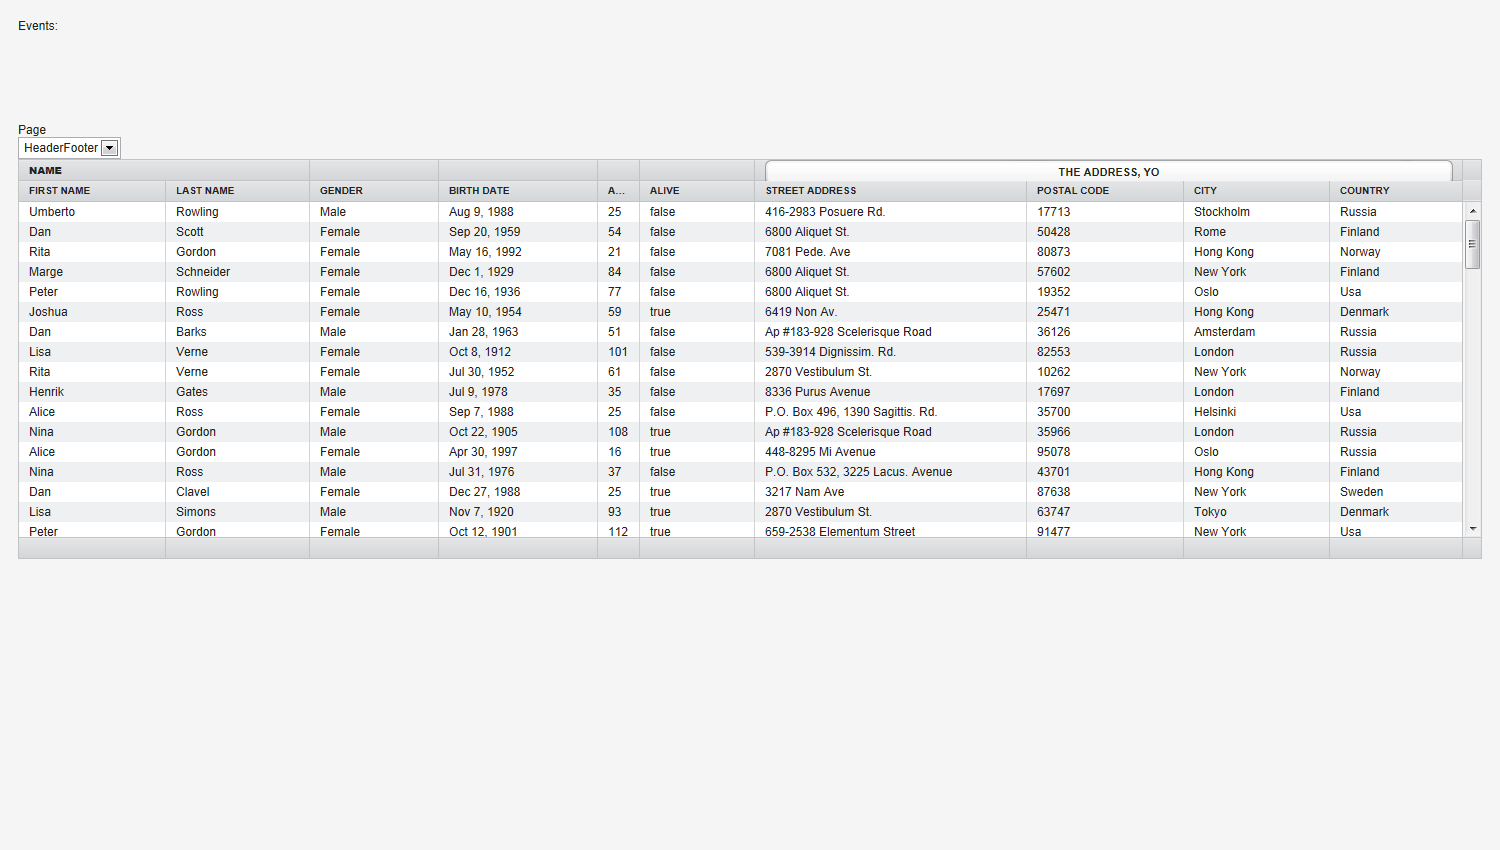 Events:
Page
HeaderFooter
NAME THE ADDRESS, YO
FIRST NAME LAST NAME GENDER BIRTH DATE A... ALIVE STREET ADDRESS POSTAL CODE CITY COUNTRY
Umberto Rowling Male Aug 9, 1988 25 false 416-2983 Posuere Rd. 17713 Stockholm Russia
Dan Scott Female Sep 20, 1959 54 false 6800 Aliquet St. 50428 Rome Finland
Rita Gordon Female May 16, 1992 21 false 7081 Pede. Ave 80873 Hong Kong Norway
Marge Schneider Female Dec 1, 1929 84 false 6800 Aliquet St. 57602 New York Finland
Peter Rowling Female Dec 16, 1936 77 false 6800 Aliquet St. 19352 Oslo Usa
Joshua Ross Female May 10, 1954 59 true 6419 Non Av. 25471 Hong Kong Denmark
Dan Barks Male Jan 28, 1963 51 false Ap #183-928 Scelerisque Road 36126 Amsterdam Russia
Lisa Verne Female Oct 8, 1912 101 false 539-3914 Dignissim. Rd. 82553 London Russia
Rita Verne Female Jul 30, 1952 61 false 2870 Vestibulum St. 10262 New York Norway
Henrik Gates Male Jul 9, 1978 35 false 8336 Purus Avenue 17697 London Finland
Alice Ross Female Sep 7, 1988 25 false P.O. Box 496, 1390 Sagittis. Rd. 35700 Helsinki Usa
Nina Gordon Male Oct 22, 1905 108 true Ap #183-928 Scelerisque Road 35966 London Russia
Alice Gordon Female Apr 30, 1997 16 true 448-8295 Mi Avenue 95078 Oslo Russia
Nina Ross Male Jul 31, 1976 37 false P.O. Box 532, 3225 Lacus. Avenue 43701 Hong Kong Finland
Dan Clavel Female Dec 27, 1988 25 true 3217 Nam Ave 87638 New York Sweden
Lisa Simons Male Nov 7, 1920 93 true 2870 Vestibulum St. 63747 Tokyo Denmark
Peter Gordon Female Oct 12, 1901 112 true 659-2538 Elementum Street 91477 New York Usa